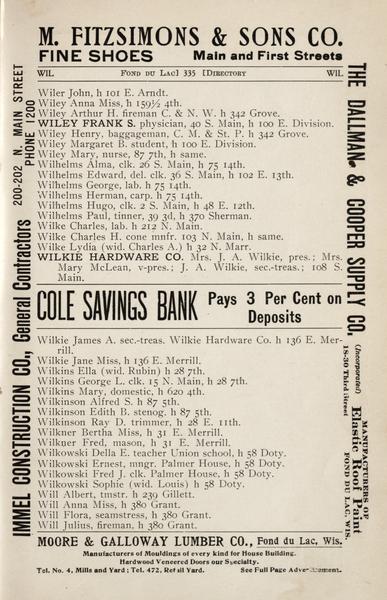 M. FITZSIMONS & SONS CO.
FINE SHOES Main and First Streets
WIL Fond du Lac] 335 [Directory WIL
Wiler John, h 101 E. Arndt.
Wiley Anna Miss, h 159½ 4th.
Wiley Arthur H. fireman C. & N. W. h 342 Grove.
WILEY FRANK S. physician, 40 S. Main, h 100 E. Division.
Wiley Henry, baggageman, C. M. & St. P. h 342 Grove.
Wiley Margaret B. student, h 100 E. Division.
Wiley Mary, nurse, 87 7th, h same.
Wilhelms Alma, clk. 26 S. Main, h 75 14th.
Wilhelms Edward, del. clk. 36 S. Main, h 102 E. 13th.
Wilhelms George, lab. h 75 14th.
Wilhelms Herman, carp. h 75 14th.
Wilhelms Hugo, clk. 2 S. Main, h 48 E. 12th.
Wilhelms Paul, tinner, 39 3d, h 370 Sherman.
Wilke Charles, lab. h 212 N. Main.
Wilke Charles H. cone mnfr. 103 N. Main, h same.
Wilke Lydia (wid. Charles A.) h 32 N. Marr.
WILKIE HARDWARE CO. Mrs. J. A. Wilkie, pres.; Mrs.
Mary McLean, v-pres.; J. A. Wilkie, sec.-treas.; 108 S.
Main.
COLE SAVINGS BANK Pays 3 Per Cent on
Deposits
Wilkie James A. sec.-treas. Wilkie Hardware Co. h 136 E. Mer-
rill.
Wilkie Jane Miss, h 136 E. Merrill.
Wilkins Ella (wid. Rubin) h 28 7th.
Wilkins George L. clk. 15 N. Main, h 28 7th.
Wilkins Mary, domestic, h 620 4th.
Wilkinson Alfred S. h 87 5th.
Wilkinson Edith B. stenog. h 87 5th.
Wilkinson Ray D. trimmer, h 28 E. 11th.
Wilkner Bertha Miss, h 31 E. Merrill.
Wilkner Fred, mason, h 31 E. Merrill.
Wilkowski Della E. teacher Union school, h 58 Doty.
Wilkowski Ernest, mngr. Palmer House, h 58 Doty.
Wilkowski Fred J. clk. Palmer House, h 58 Doty.
Wilkowski Sophie (wid. Louis) h 58 Doty.
Will Albert, tmstr. h 239 Gillett.
Will Anna Miss, h 380 Grant.
Will Flora, seamstress, h 380 Grant.
Will Julius, fireman, h 380 Grant.
MOORE & GALLOWAY LUMBER CO., Fond du Lac, Wis.
Manufacturers of Mouldings of every kind for House Building.
Hardwood Veneered Doors our Specialty.
Tel. No. 4, Mills and Yard; Tel. 472, Retail Yard. See Full Page Advertisement.
IMMEL CONSTRUCTION CO., General Contractors 200-202 N. MAIN STREET
PHONE 1200
THE DALLMAN & COOPER SUPPLY CO.
(Incorporated)
18-30 Third Street
MANUFACTURERS OF
Elastic Roof Paint
FOND DU LAC, WIS.